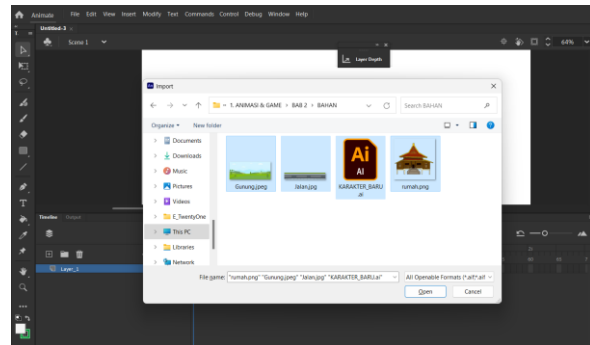 Animate File Edit View Insert Modify Text Commands Control Debug Window Help
Untitled-3 ×
Scene 1
64%
Layer Depth
Import
1. ANIMASI & GAME > BAB 2 > BAHAN
Search BAHAN
Organize
New folder
Documents
Downloads
Music
Pictures
Videos
E_TwentyOne
This PC
Libraries
Network
Ai
AI
Gunung.jpeg
Jalan.jpg
KARAKTER_BARU
.ai
rumah.png
File name: "rumah.png" "Gunung.jpeg" "Jalan.jpg" "KARAKTER_BARU.ai"
All Openable Formats (*.ai;*.ait
Open
Cancel
Timeline
Output
Layer_2
T